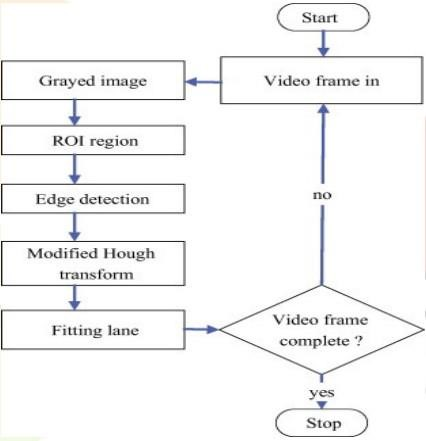 Start
Video frame in
Grayed image
ROI region
Edge detection
Modified Hough
transform
Fitting lane
Video frame
complete ?
no
yes
Stop